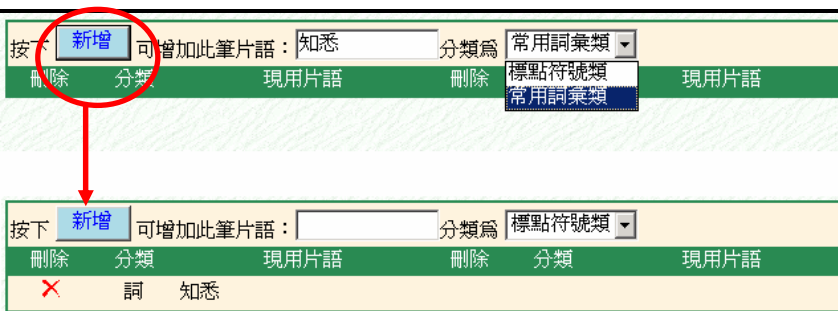 按下 新增 可增加此筆片語：知悉 分類為 常用詞彙類
刪除 分類 現用片語 刪除 標點符號類 現用片語
常用詞彙類
按下 新增 可增加此筆片語： 分類為 標點符號類
刪除 分類 現用片語 刪除 分類 現用片語
詞 知悉